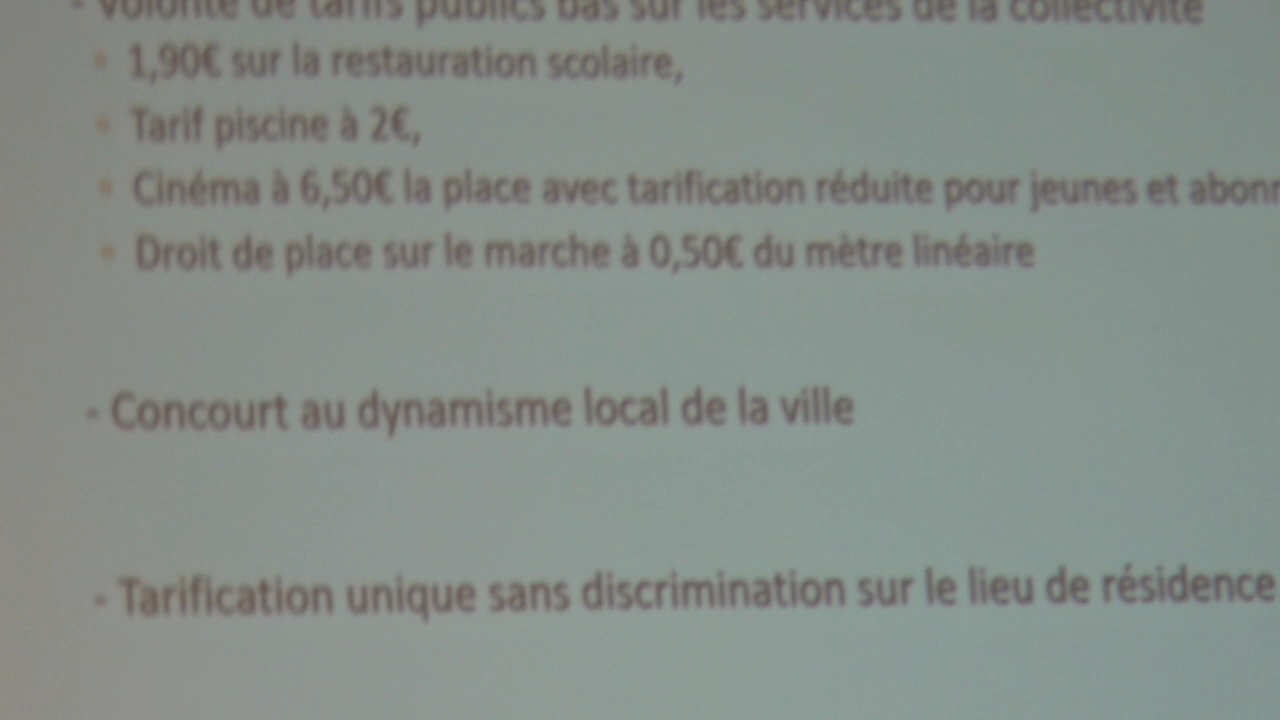 - Volonté de tarifs publics bas sur les services de la collectivité
• 1,90€ sur la restauration scolaire,
• Tarif piscine à 2€,
• Cinéma à 6,50€ la place avec tarification réduite pour jeunes et
• Droit de place sur le marche à 0,50€ du mètre linéaire
- Concourt au dynamisme local de la ville
- Tarification unique sans discrimination sur le lieu de résidence